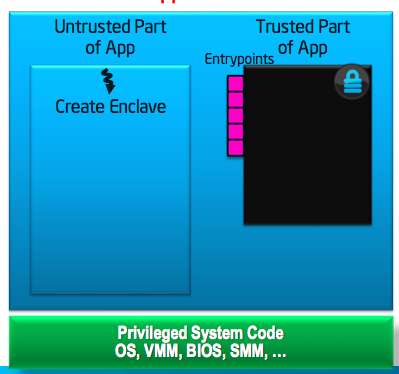 Untrusted Part
of App
Trusted Part
of App
Entrypoints
Create Enclave
Privileged System Code
OS, VMM, BIOS, SMM, ...